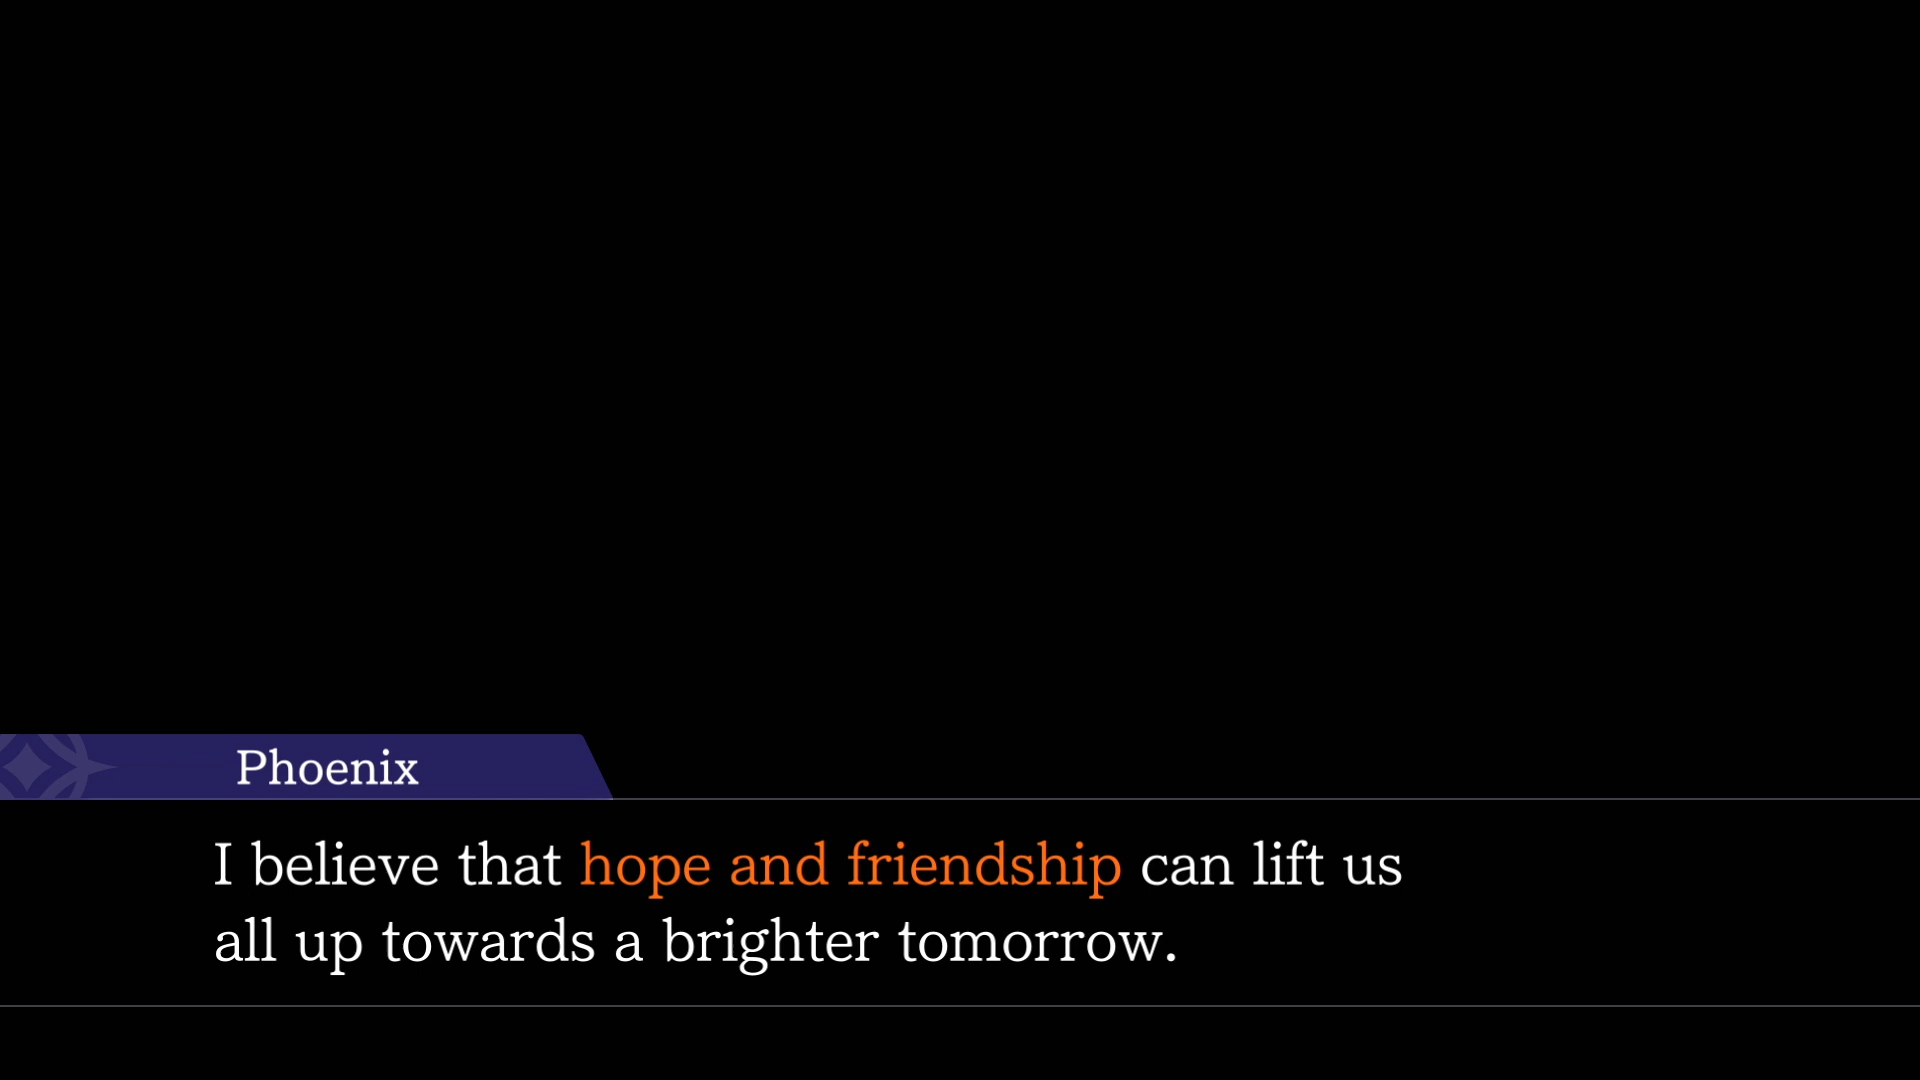 Phoenix
I believe that hope and friendship can lift us
all up towards a brighter tomorrow.